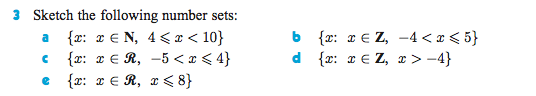 3 Sketch the following number sets:
a {x: x ∈ N, 4 ⩽ x < 10} b {x: x ∈ Z, −4 < x ⩽ 5}
c {x: x ∈ R, −5 < x ⩽ 4} d {x: x ∈ Z, x > −4}
e {x: x ∈ R, x ⩽ 8}